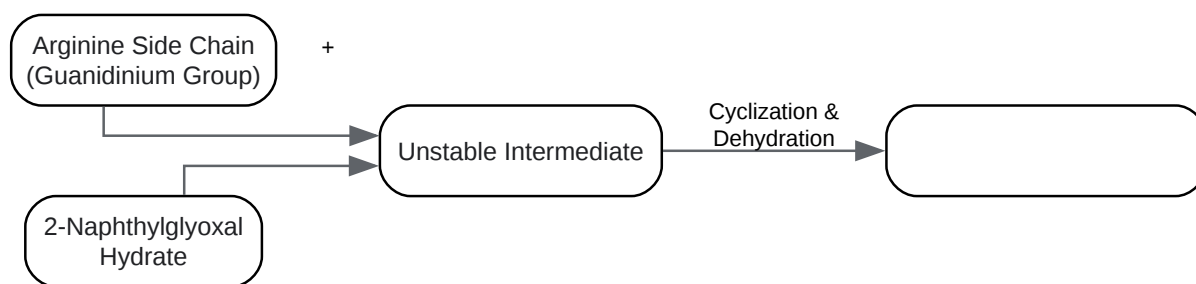 Arginine Side Chain
(Guanidinium Group)
+
2-Naphthylglyoxal
Hydrate
Unstable Intermediate
Cyclization &
Dehydration